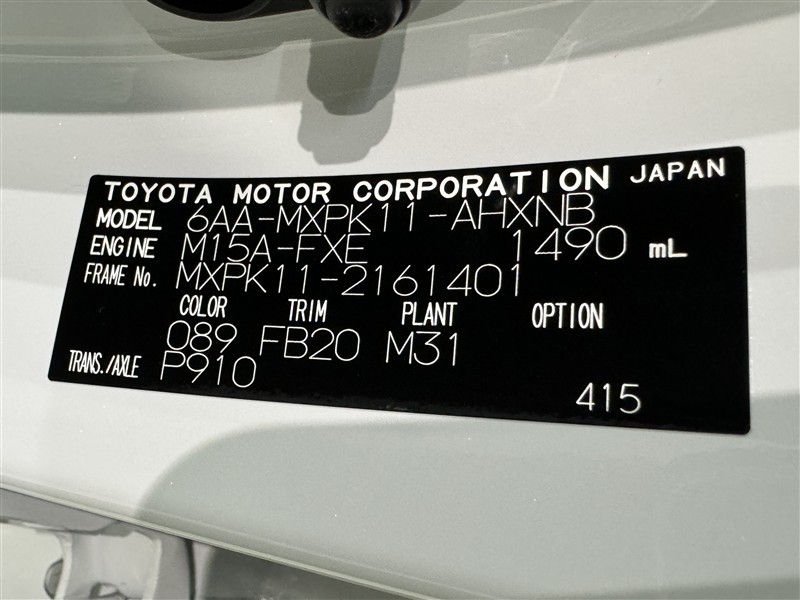 TOYOTA MOTOR CORPORATION JAPAN
MODEL 6AA-MXPK11-AHXNB
ENGINE M15A-FXE 1490 mL
FRAME No. MXPK11-2161401
COLOR TRIM PLANT OPTION
089 FB20 M31
TRANS./AXLE P910
415